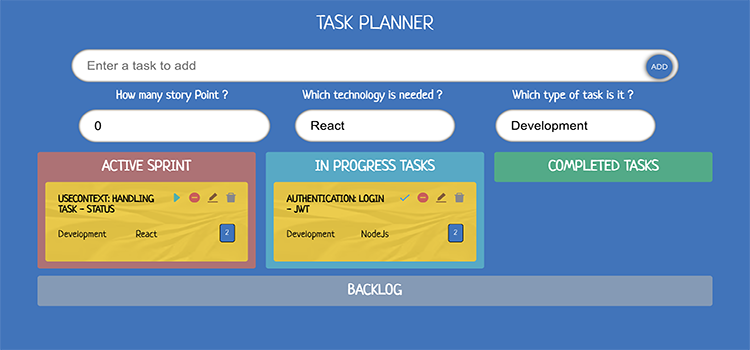 TASK PLANNER
Enter a task to add
ADD
How many story Point ?
Which technology is needed ?
Which type of task is it ?
0
React
Development
ACTIVE SPRINT
IN PROGRESS TASKS
COMPLETED TASKS
USECONTEXT: HANDLING
TASK - STATUS
Development
React
2
AUTHENTICATION: LOGIN
- JWT
Development
NodeJs
2
BACKLOG